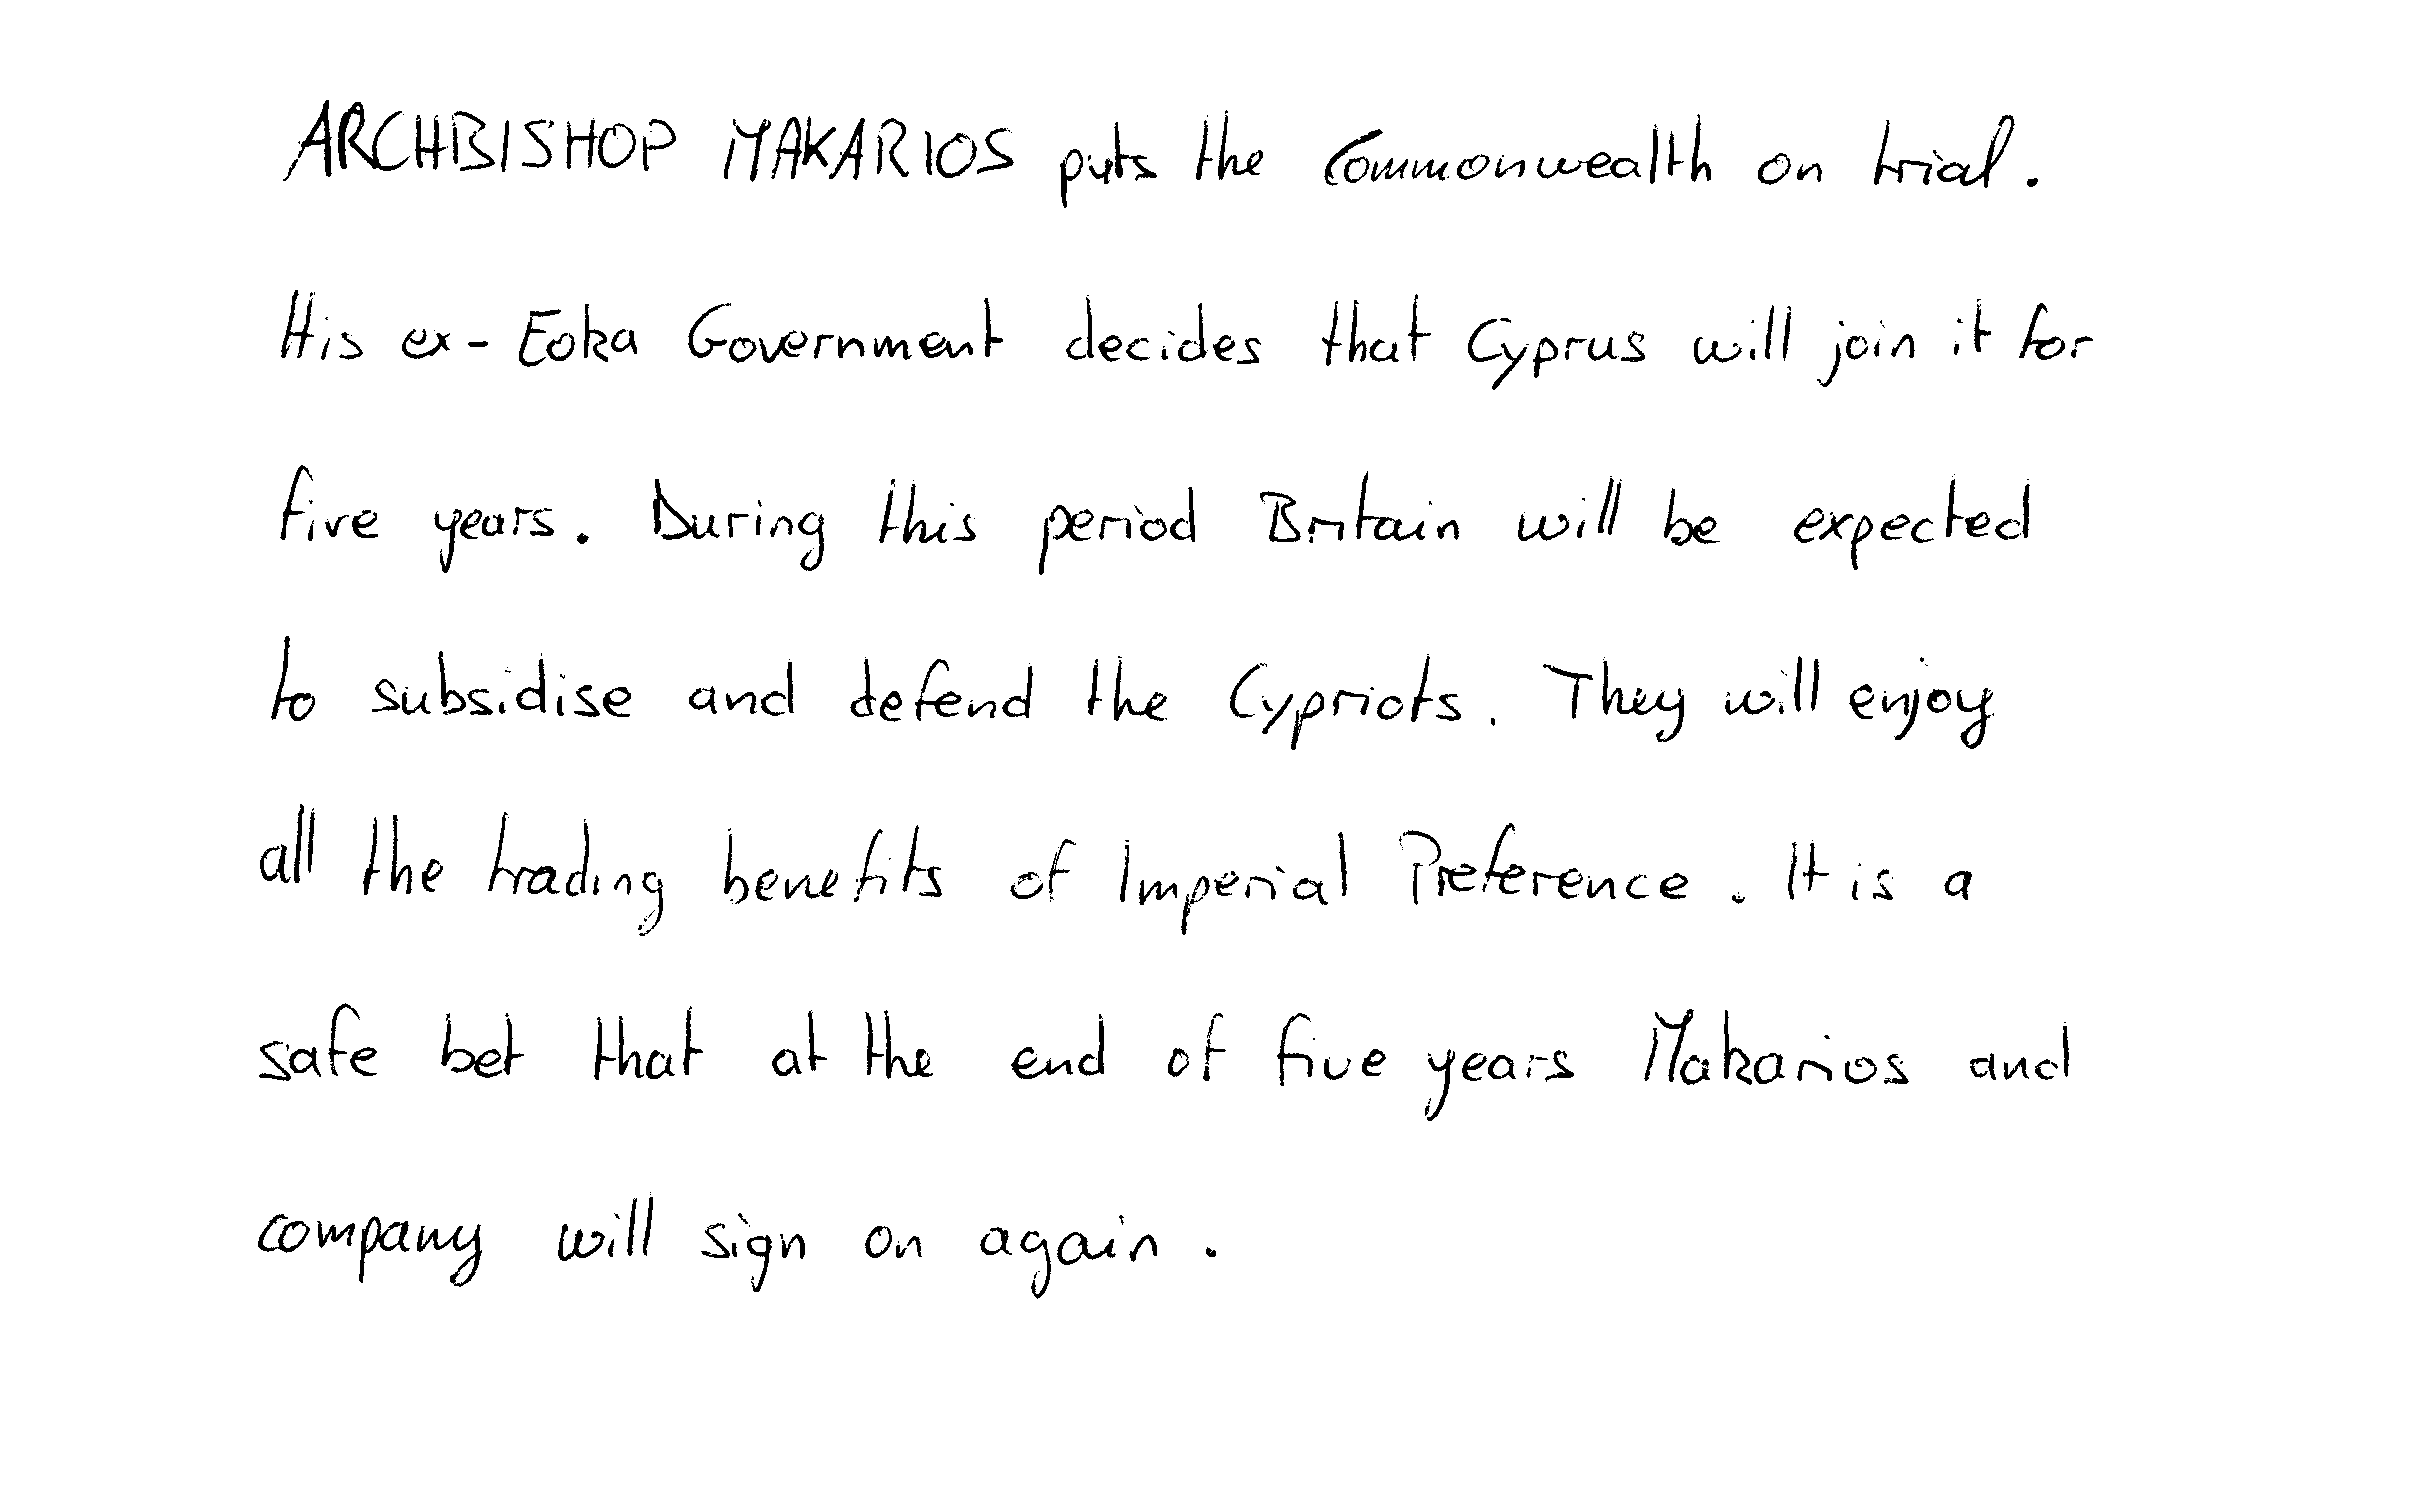 ARCHBISHOP MAKARIOS puts the Commonwealth on trial.
His ex-Eoka Government decides that Cyprus will join it for
five years. During this period Britain will be expected
to subsidise and defend the Cypriots. They will enjoy
all the trading benefits of Imperial Preference. It is a
safe bet that at the end of five years Makarios and
company will sign on again.